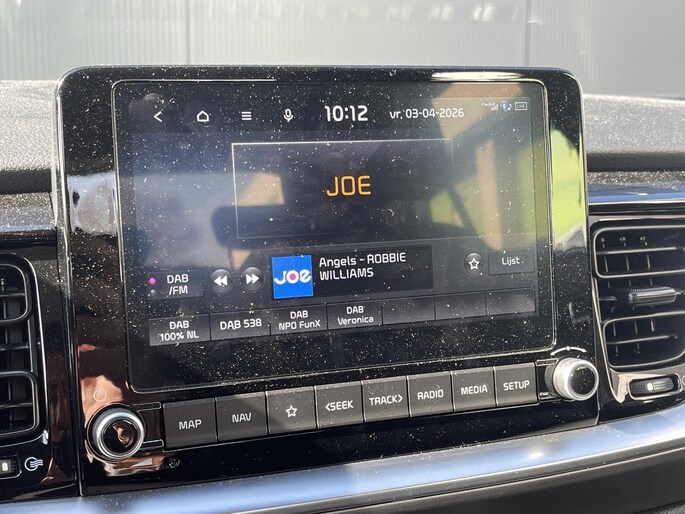 10:12 vr. 03-04-2026
LIVE
JOE
DAB
/FM
JOE
Angels - ROBBIE
WILLIAMS
Lijst
DAB
100% NL
DAB 538
DAB
NPO FunX
DAB
Veronica
MAP
NAV
<SEEK
TRACK>
RADIO
MEDIA
SETUP